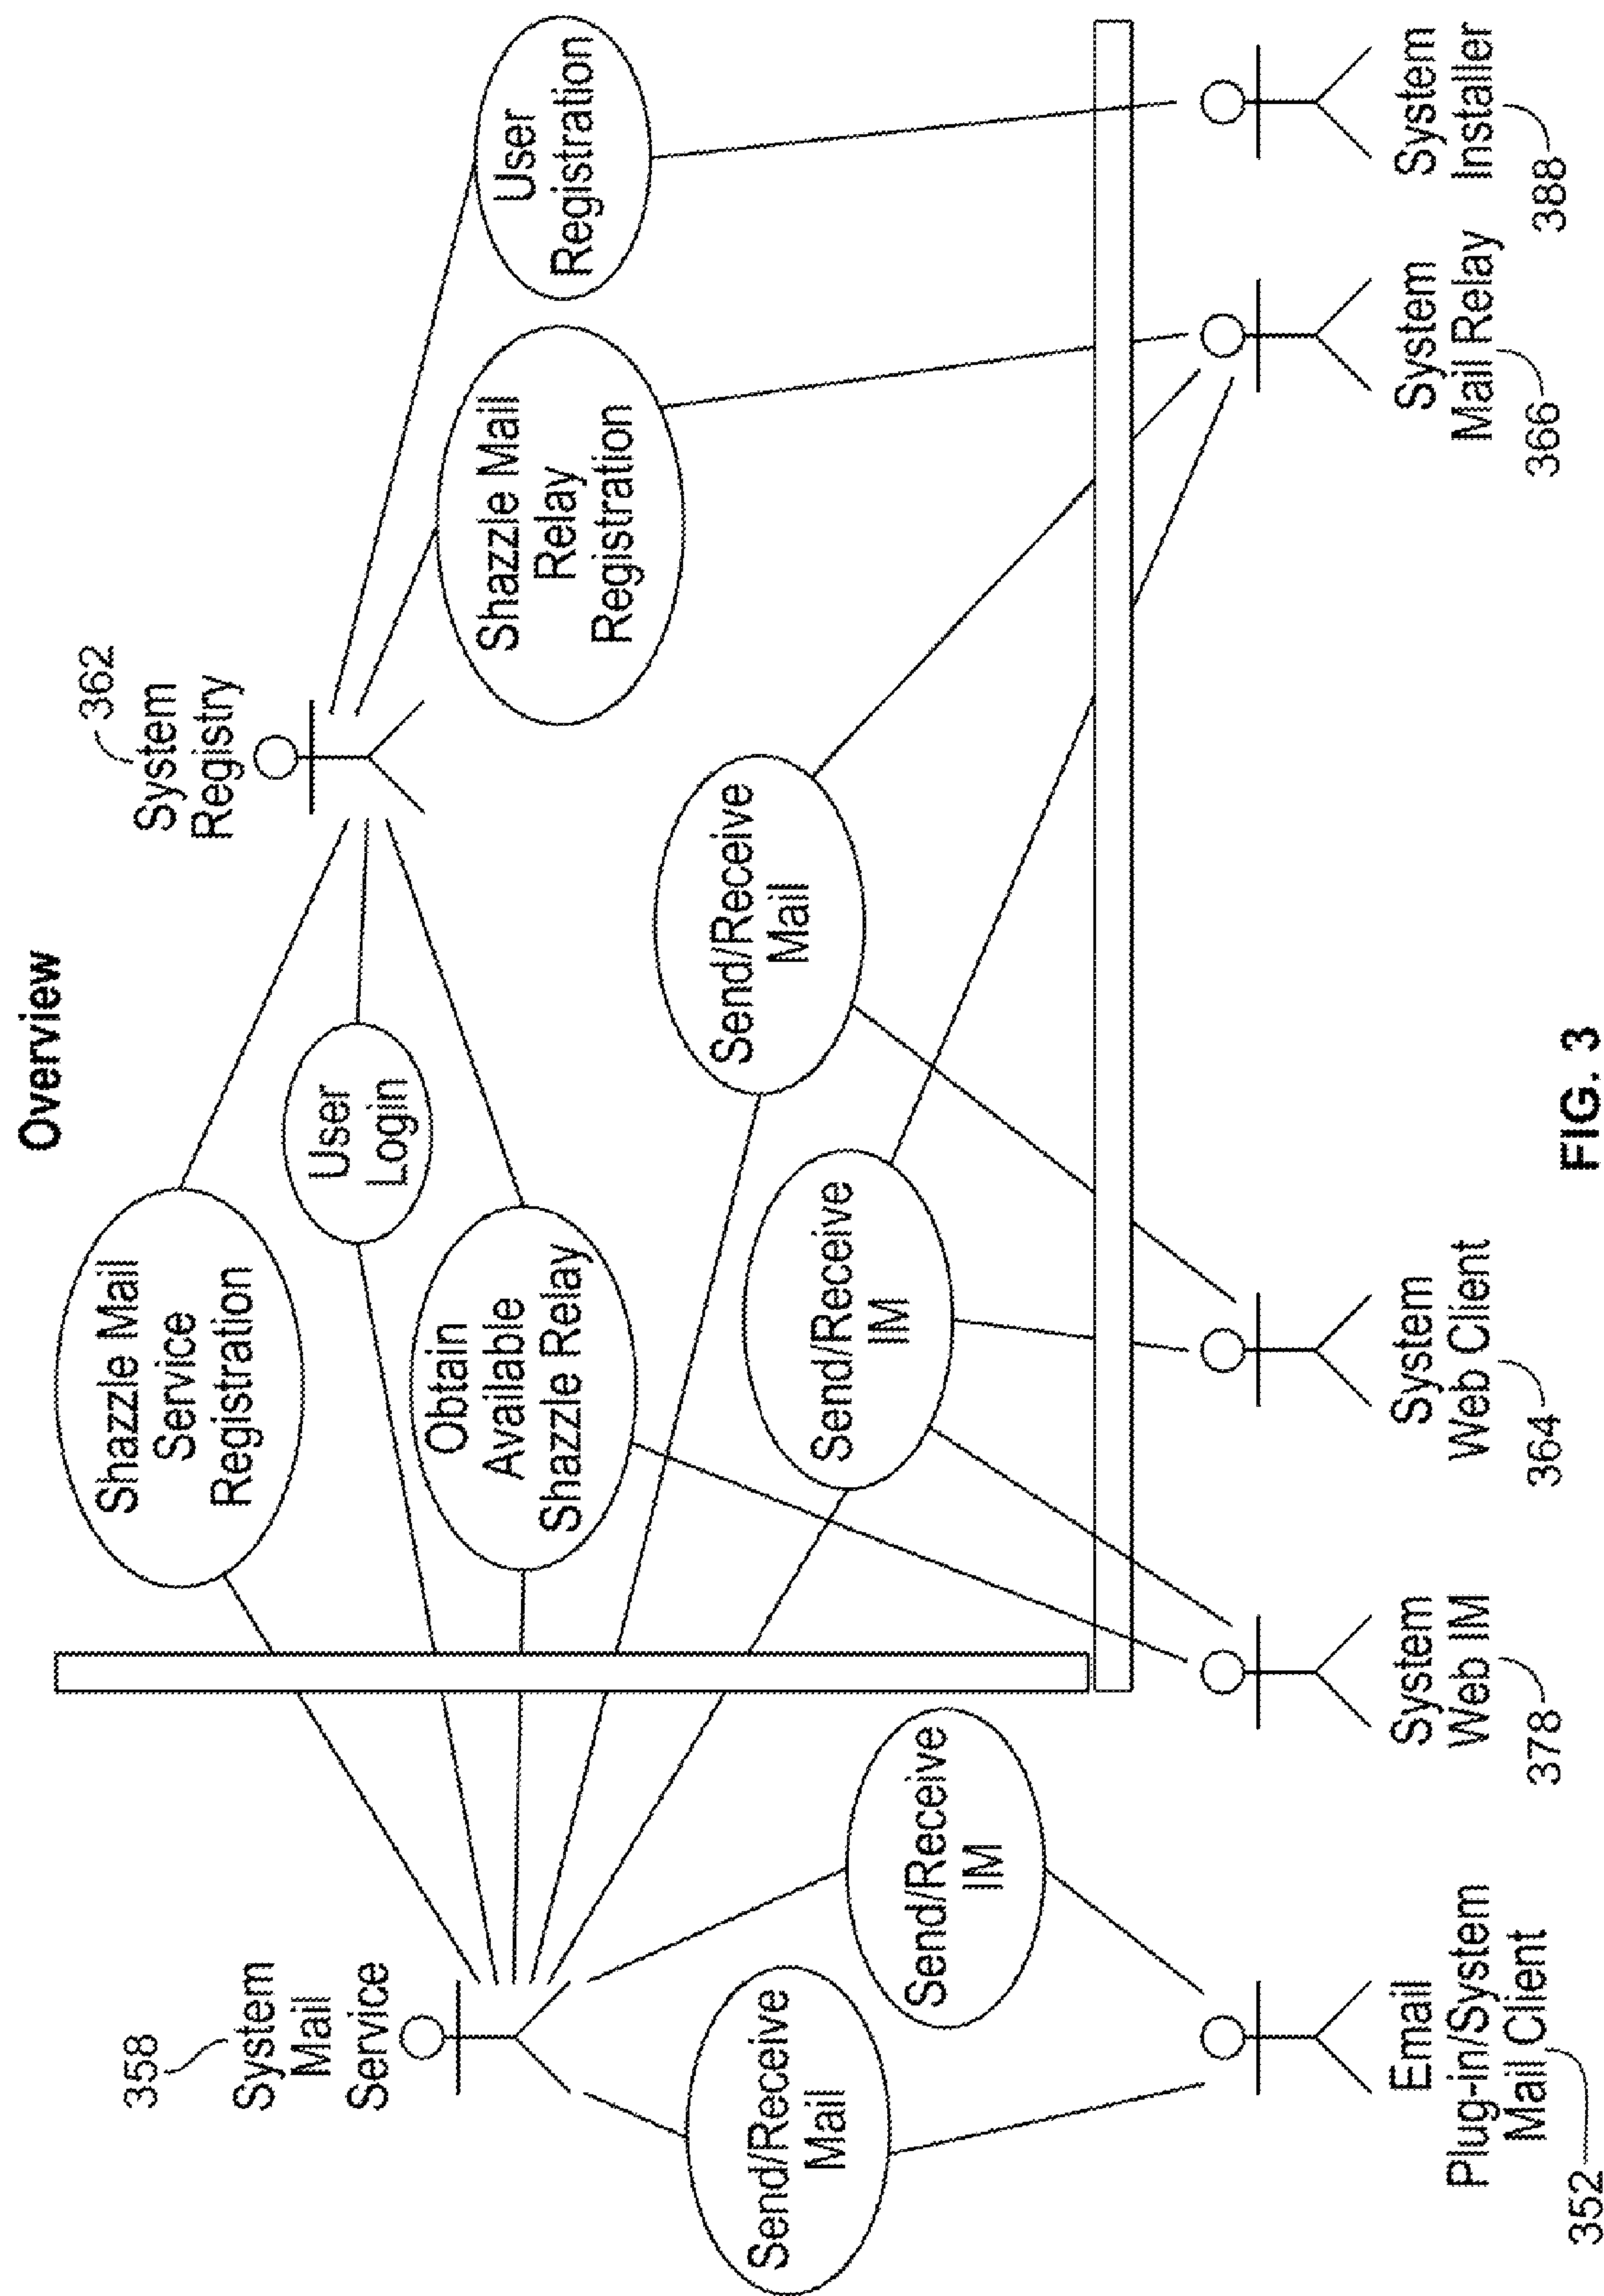 Overview
358
System
Mail
Service
362
System
Registry
Shazzle Mail
Service
Registration
User
Login
Obtain
Available
Shazzle Relay
User
Registration
Shazzle Mail
Relay
Registration
Send/Receive
Mail
Send/Receive
IM
Send/Receive
Mail
Send/Receive
IM
Email
Plug-in/System
Mail Client
352
System
Web IM
378
System
Web Client
364
System
Mail Relay
366
System
Installer
388
FIG. 3